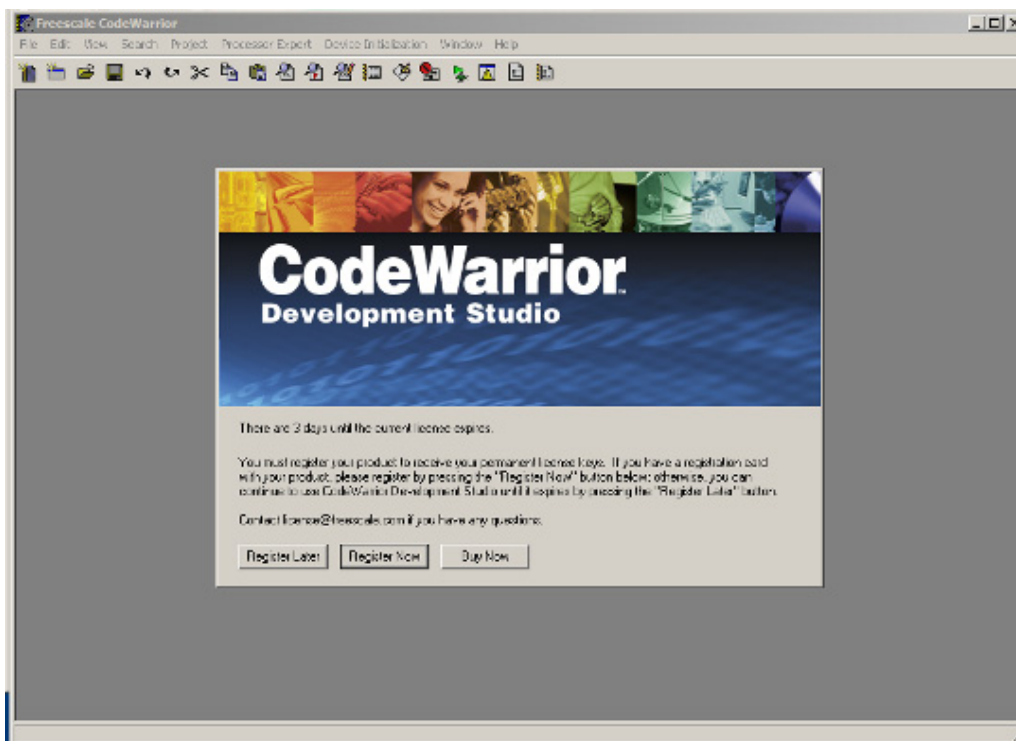 Freescale CodeWarrior
File Edit View Search Project Processor Expert Device Initialization Window Help
CodeWarrior™
Development Studio
There are 3 days until the current license expires.
You must register your product to receive your permanent license keys. If you have a registration card
with your product, please register by pressing the "Register Now" button below; otherwise, you can
continue to use CodeWarrior Development Studio until it expires by pressing the "Register Later" button.
Contact license@freescale.com if you have any questions.
Register Later Register Now Buy Now